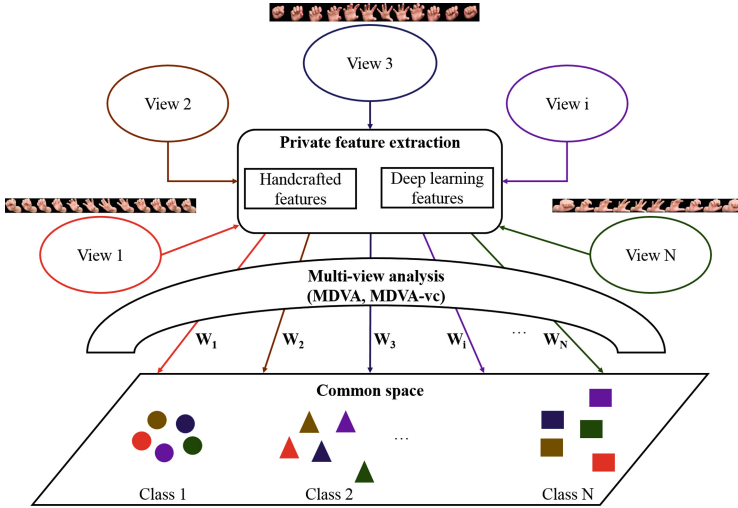 View 3
View 2
View i
Private feature extraction
Handcrafted
features
Deep learning
features
View 1
View N
Multi-view analysis
(MDVA, MDVA-vc)
W1
W2
W3
Wi
...
WN
Common space
...
Class 1
Class 2
Class N